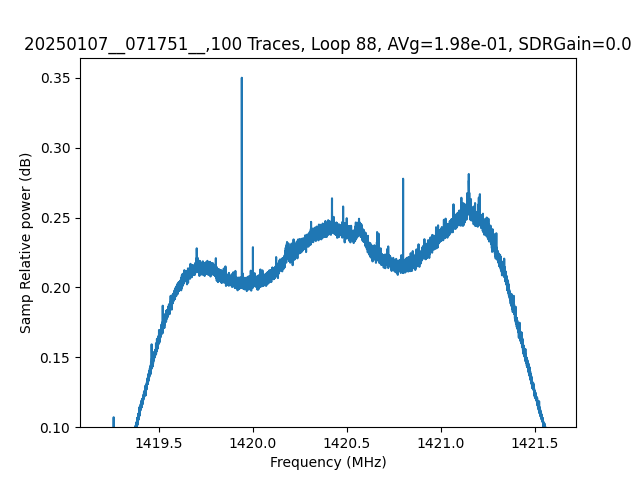 20250107__071751__,100 Traces, Loop 88, AVg=1.98e-01, SDRGain=0.0
0.35
0.30
0.25
0.20
0.15
0.10
Samp Relative power (dB)
1419.5 1420.0 1420.5 1421.0 1421.5
Frequency (MHz)